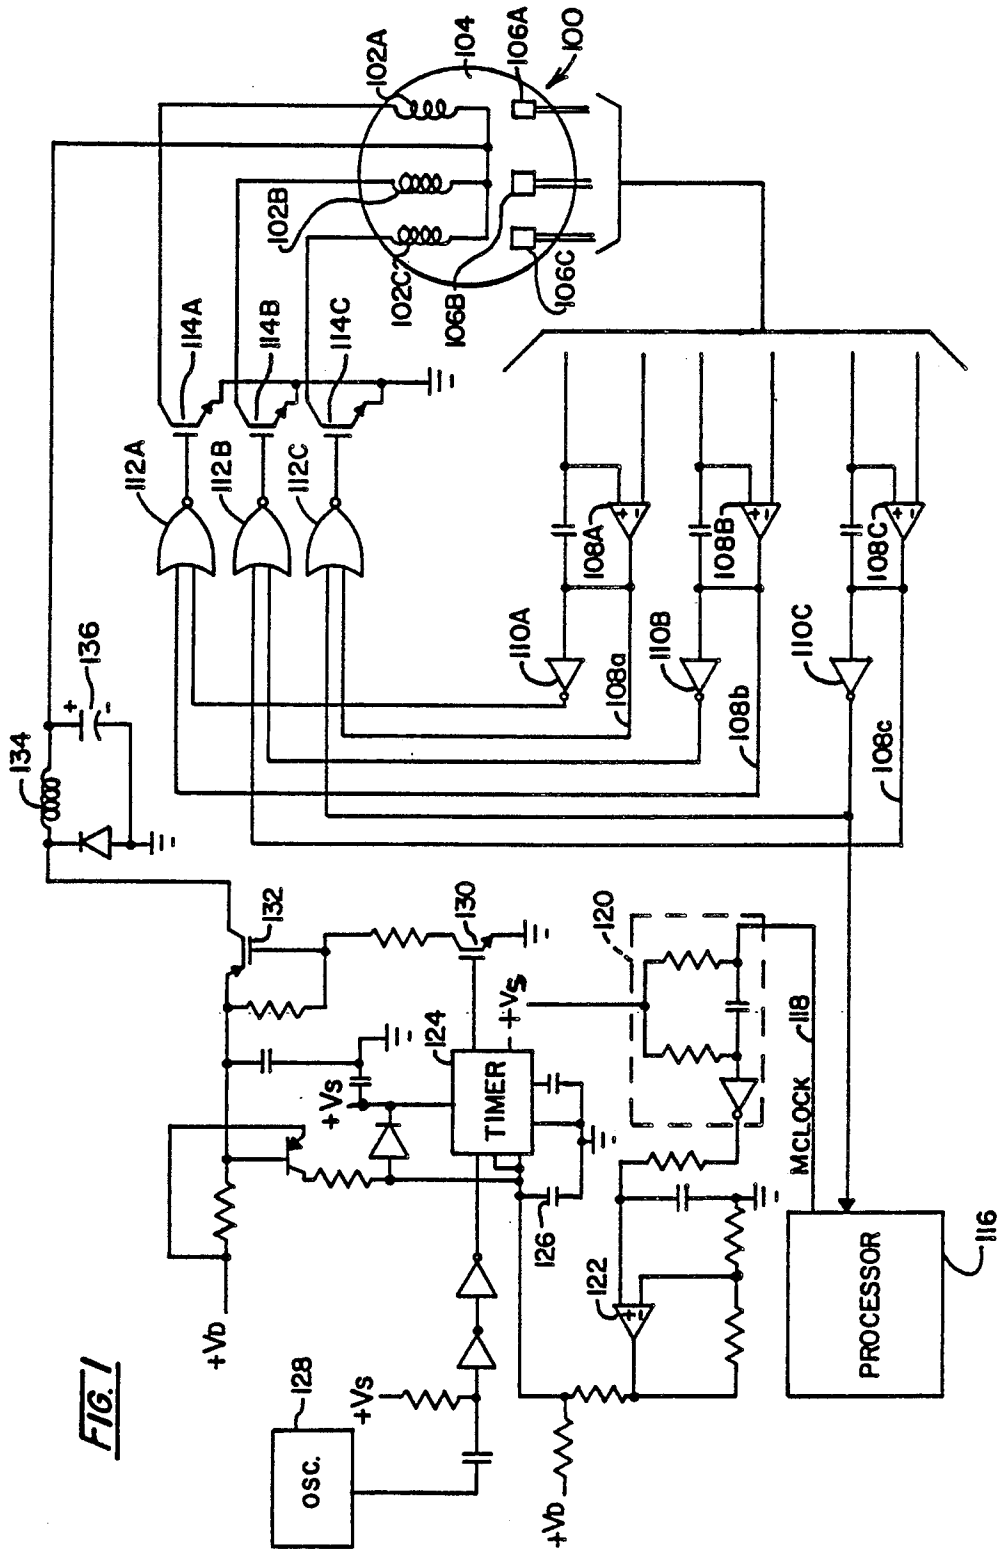 FIG. 1
OSC.
128
+VS
+VD
+VS
TIMER
124
126
+VS
130
132
134
136
+
-
+VD
122
+
-
120
118
MCLOCK
PROCESSOR
116
112A
112B
112C
114A
114B
114C
102A
102B
102C
104
106A
106B
106C
100
108A
+
-
108B
+
-
108C
+
-
110A
110B
110C
108a
108b
108c